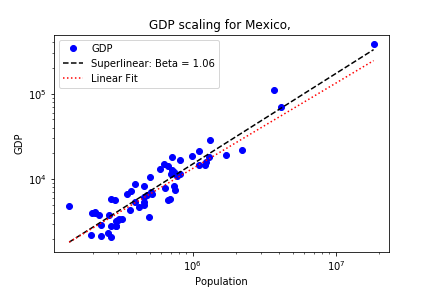 GDP scaling for Mexico,
GDP
Superlinear: Beta = 1.06
Linear Fit
GDP
10^5
10^4
10^6
10^7
Population